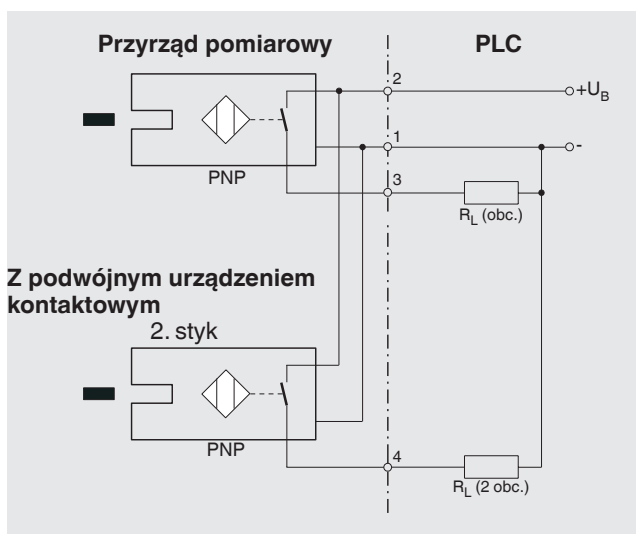 Przyrząd pomiarowy
PLC
2
+U_B
1
-
3
PNP
R_L (obc.)
Z podwójnym urządzeniem
kontaktowym
2. styk
PNP
4
R_L (2 obc.)